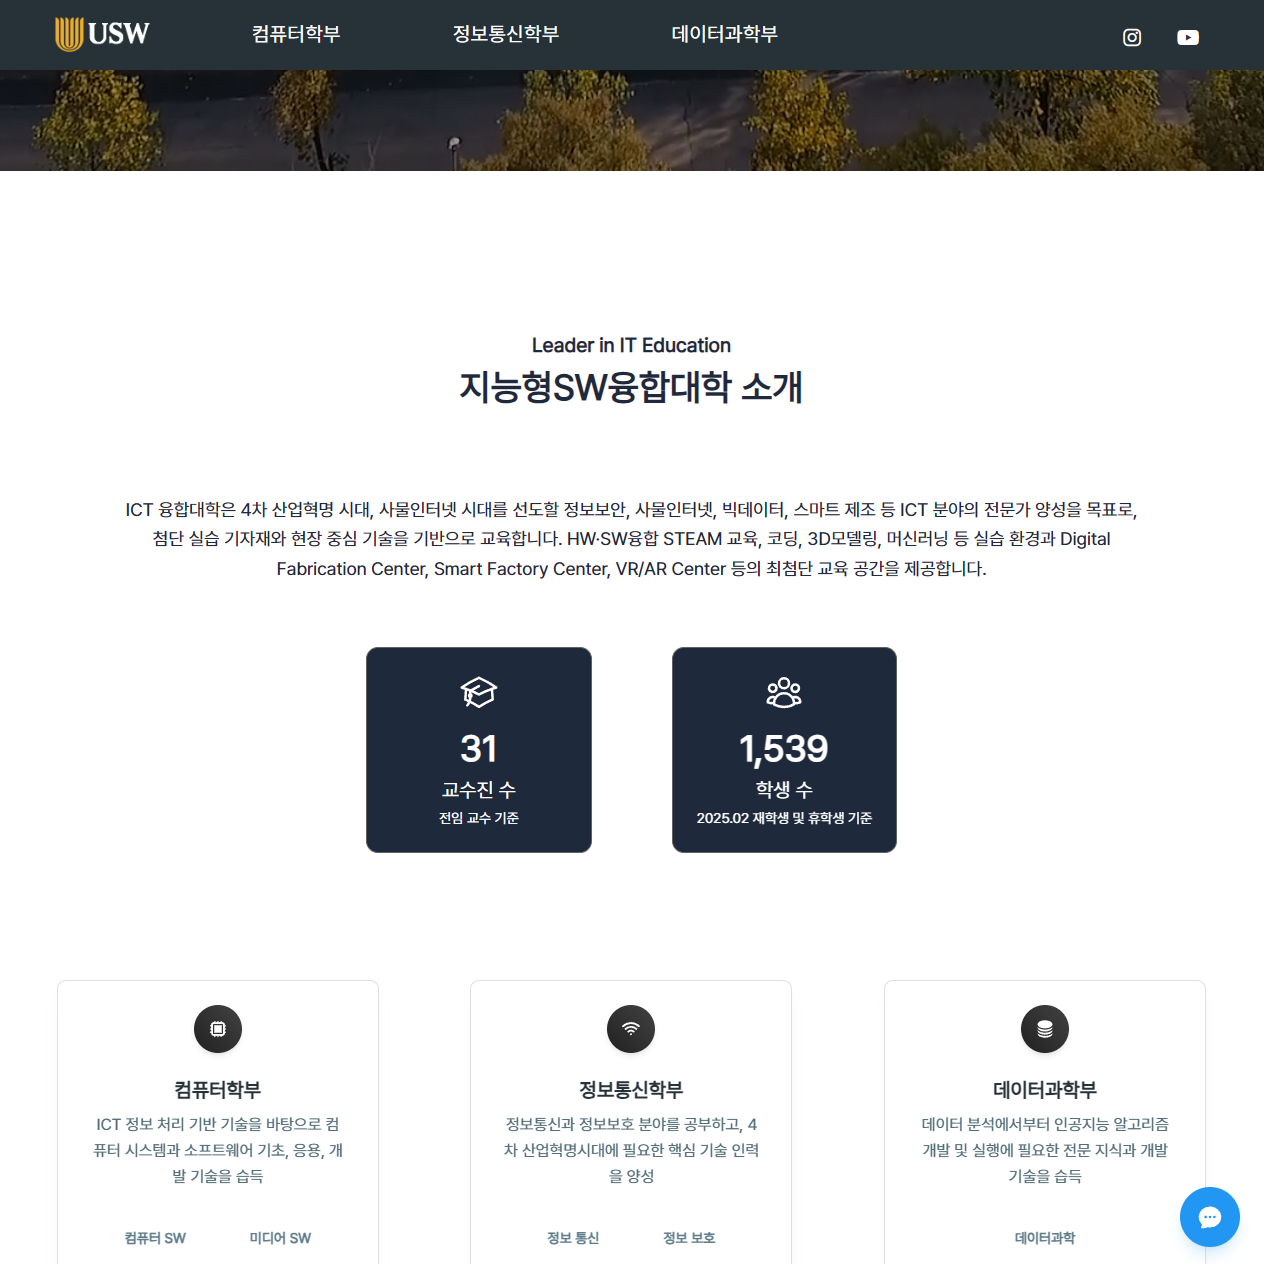 USW
컴퓨터학부
정보통신학부
데이터과학부
Leader in IT Education
지능형SW융합대학 소개
ICT 융합대학은 4차 산업혁명 시대, 사물인터넷 시대를 선도할 정보보안, 사물인터넷, 빅데이터, 스마트 제조 등 ICT 분야의 전문가 양성을 목표로,
첨단 실습 기자재와 현장 중심 기술을 기반으로 교육합니다. HW·SW융합 STEAM 교육, 코딩, 3D모델링, 머신러닝 등 실습 환경과 Digital
Fabrication Center, Smart Factory Center, VR/AR Center 등의 최첨단 교육 공간을 제공합니다.
31
교수진 수
전임 교수 기준
1,539
학생 수
2025.02 재학생 및 휴학생 기준
컴퓨터학부
ICT 정보 처리 기반 기술을 바탕으로 컴
퓨터 시스템과 소프트웨어 기초, 응용, 개
발 기술을 습득
컴퓨터 SW
미디어 SW
정보통신학부
정보통신과 정보보호 분야를 공부하고, 4
차 산업혁명시대에 필요한 핵심 기술 인력
을 양성
정보 통신
정보 보호
데이터과학부
데이터 분석에서부터 인공지능 알고리즘
개발 및 실행에 필요한 전문 지식과 개발
기술을 습득
데이터과학